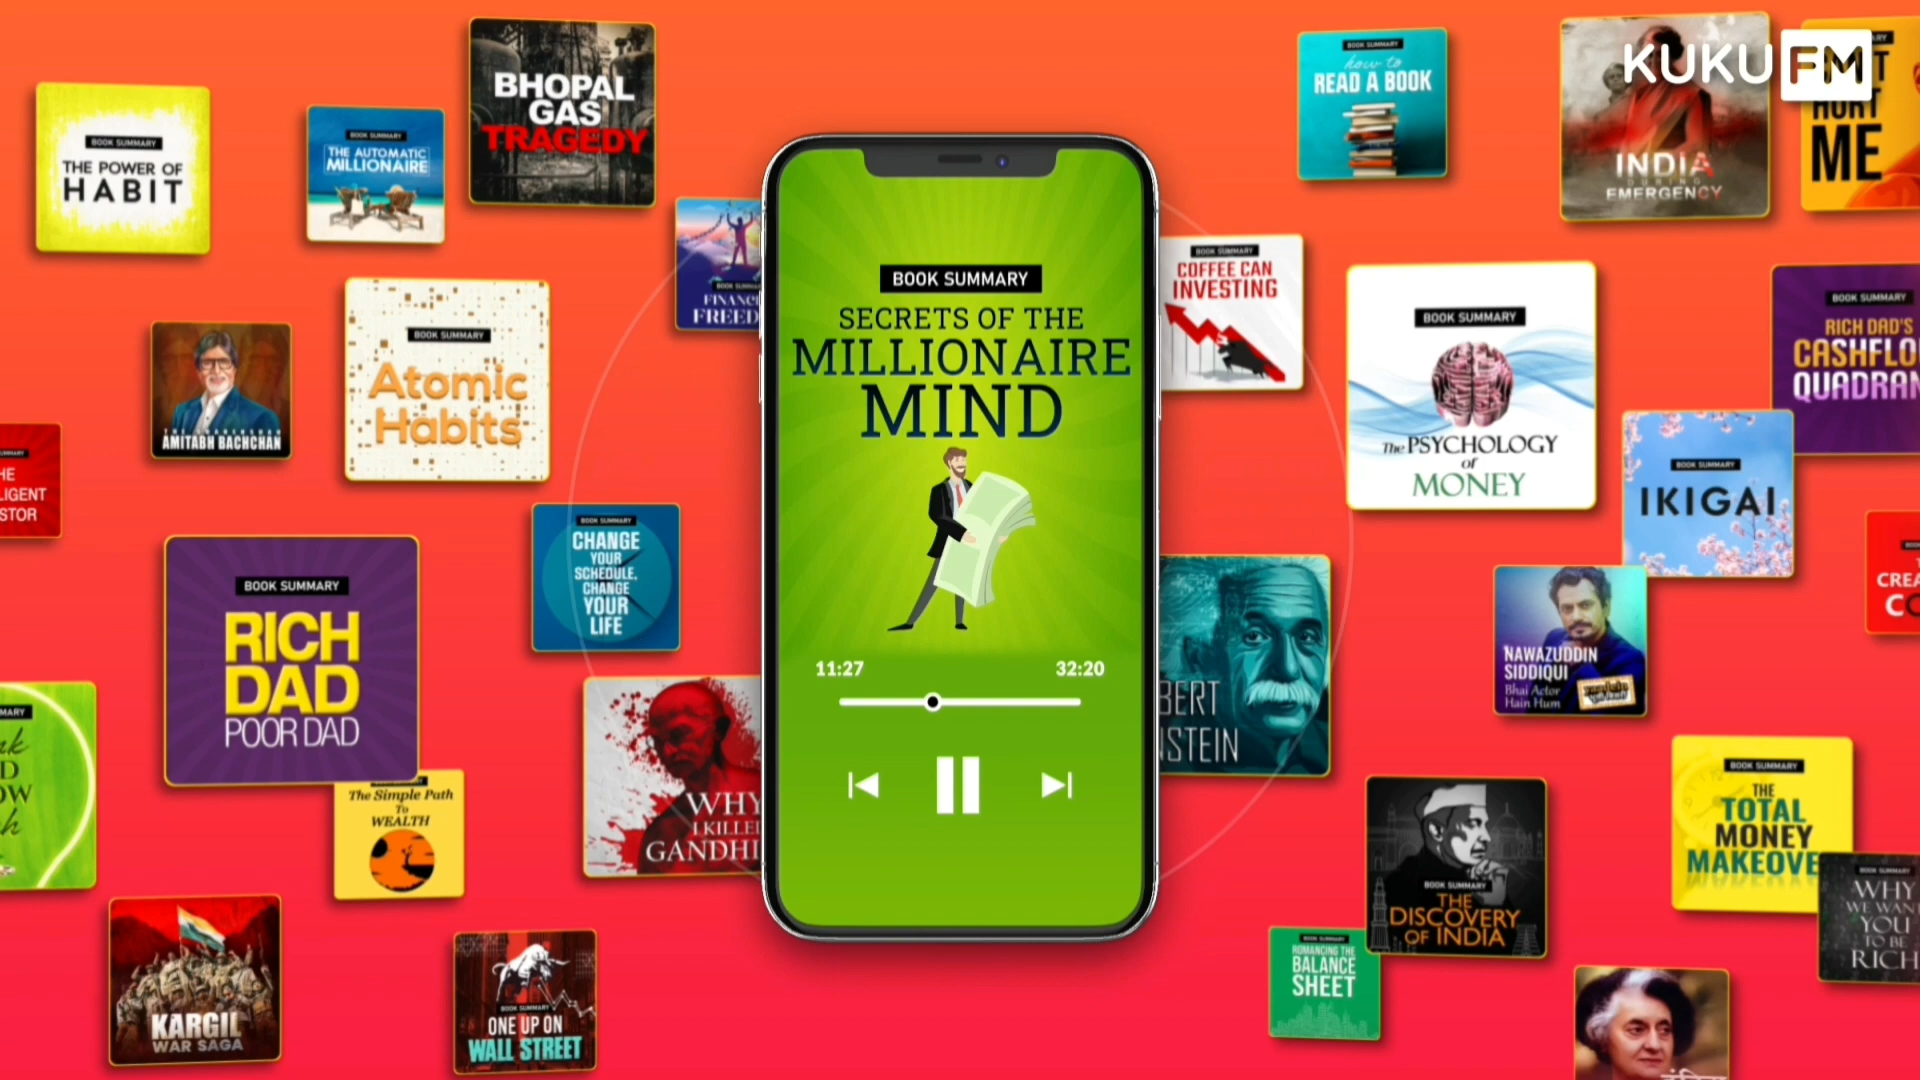 KUKU FM
BOOK SUMMARY
THE POWER OF
HABIT
BOOK SUMMARY
THE AUTOMATIC
MILLIONAIRE
BHOPAL
GAS
TRAGEDY
BOOK SUMMARY
how to
READ A BOOK
INDIA
DURING
EMERGENCY
HURT
ME
BOOK SUMMARY
SECRETS OF THE
MILLIONAIRE
MIND
11:27
32:20
BOOK SUMMARY
COFFEE CAN
INVESTING
BOOK SUMMARY
The PSYCHOLOGY
of
MONEY
BOOK SUMMARY
RICH DAD'S
AMITABH BACHCHAN
BOOK SUMMARY
Atomic
Habits
BOOK SUMMARY
IKIGAI
BOOK SUMMARY
CHANGE
YOUR
SCHEDULE.
CHANGE
YOUR
LIFE
BOOK SUMMARY
RICH
DAD
POOR DAD
NAWAZUDDIN
SIDDIQUI
Bhai Actor
Hain Hum
The Simple Path
To
WEALTH
WHY
I KILLE
GANDHI
BOOK SUMMARY
THE
DISCOVERY
OF INDIA
BOOK SUMMARY
THE
TOTAL
MONEY
MAKEOVE
BOOK SUMMARY
WHY
WE WANT
YOU
TO BE
RICH
KARGIL
WAR SAGA
BOOK SUMMARY
ONE UP ON
WALL STREET
BOOK SUMMARY
ROMANCING THE
BALANCE
SHEET